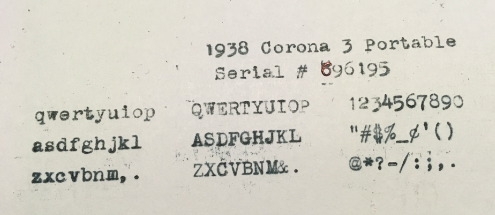 1938 Corona 3 Portable
Serial # 696195
qwertyuiop QWERTYUIOP 1234567890
asdfghjkl ASDFGHJKL "#$%_¢'()
zxcvbnm,. ZXCVBNM&. @*?-/:;,.